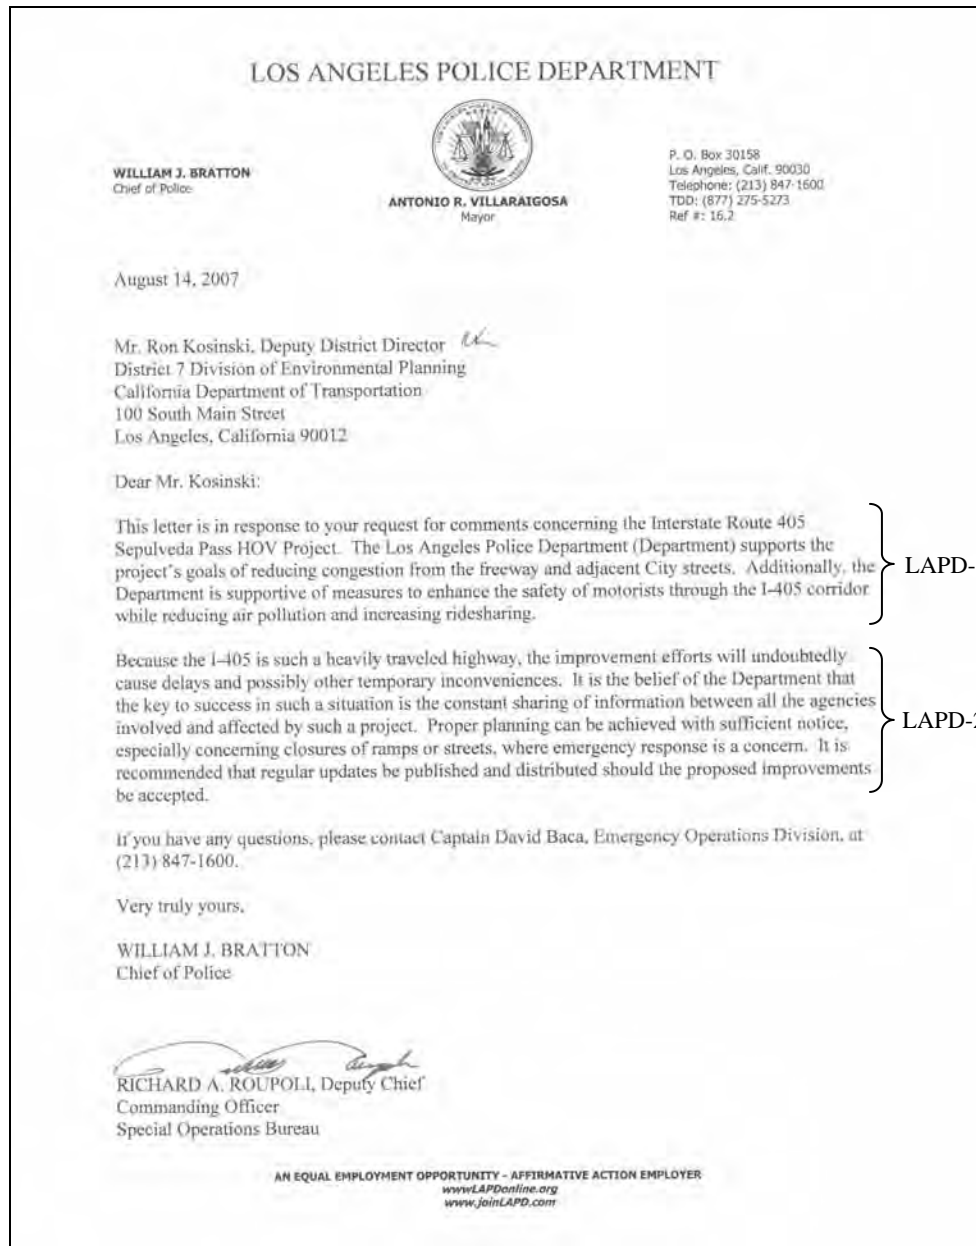 LOS ANGELES POLICE DEPARTMENT
WILLIAM J. BRATTON
Chief of Police
ANTONIO R. VILLARAIGOSA
Mayor
P. O. Box 30158
Los Angeles, Calif. 90030
Telephone: (213) 847-1600
TDD: (877) 275-5273
Ref #: 16.2
August 14, 2007
Mr. Ron Kosinski, Deputy District Director
District 7 Division of Environmental Planning
California Department of Transportation
100 South Main Street
Los Angeles, California 90012
Dear Mr. Kosinski:
This letter is in response to your request for comments concerning the Interstate Route 405
Sepulveda Pass HOV Project. The Los Angeles Police Department (Department) supports the
project's goals of reducing congestion from the freeway and adjacent City streets. Additionally, the
Department is supportive of measures to enhance the safety of motorists through the I-405 corridor
while reducing air pollution and increasing ridesharing.
LAPD-
Because the I-405 is such a heavily traveled highway, the improvement efforts will undoubtedly
cause delays and possibly other temporary inconveniences. It is the belief of the Department that
the key to success in such a situation is the constant sharing of information between all the agencies
involved and affected by such a project. Proper planning can be achieved with sufficient notice,
especially concerning closures of ramps or streets, where emergency response is a concern. It is
recommended that regular updates be published and distributed should the proposed improvements
be accepted.
LAPD-2
If you have any questions, please contact Captain David Baca, Emergency Operations Division, at
(213) 847-1600.
Very truly yours,
WILLIAM J. BRATTON
Chief of Police
RICHARD A. ROUPOLI, Deputy Chief
Commanding Officer
Special Operations Bureau
AN EQUAL EMPLOYMENT OPPORTUNITY - AFFIRMATIVE ACTION EMPLOYER
www.LAPDonline.org
www.joinLAPD.com